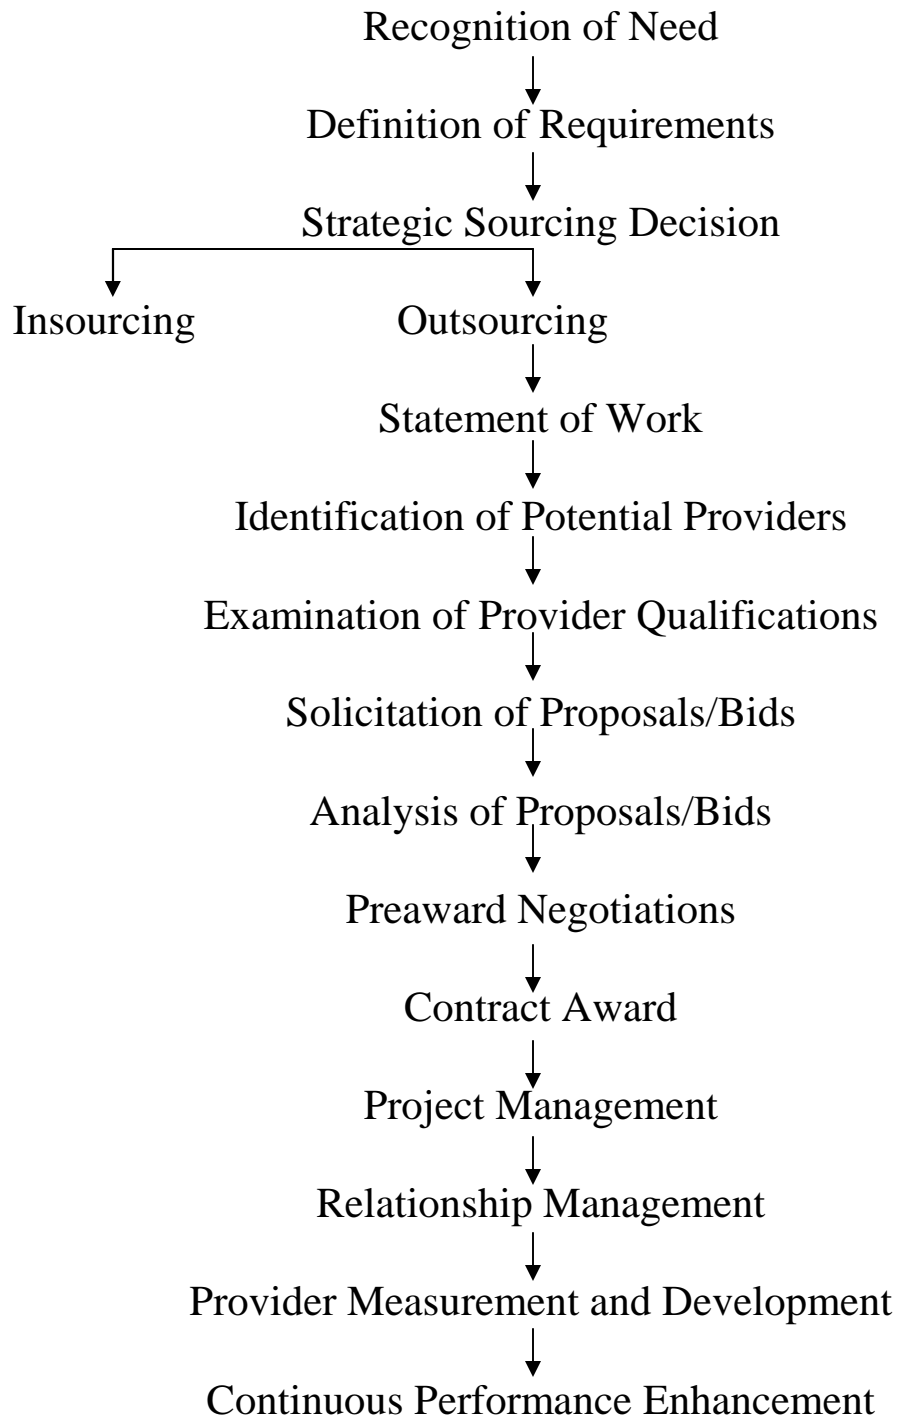 Recognition of Need
Definition of Requirements
Strategic Sourcing Decision
Insourcing Outsourcing
Statement of Work
Identification of Potential Providers
Examination of Provider Qualifications
Solicitation of Proposals/Bids
Analysis of Proposals/Bids
Preaward Negotiations
Contract Award
Project Management
Relationship Management
Provider Measurement and Development
Continuous Performance Enhancement